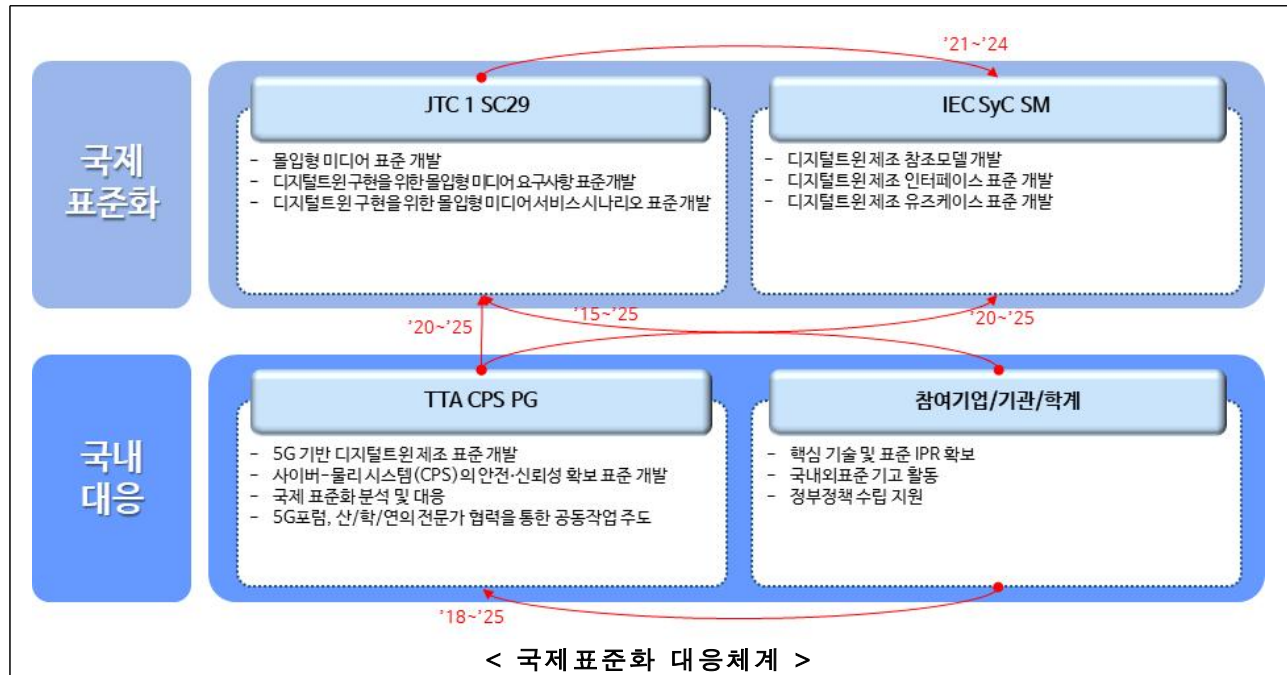 '21~'24
국제
표준화
JTC 1 SC29
- 몰입형 미디어 표준 개발
- 디지털트윈 구현을 위한 몰입형 미디어 요구사항 표준개발
- 디지털트윈 구현을 위한 몰입형 미디어 서비스 시나리오 표준 개발
IEC SyC SM
- 디지털트윈 제조 참조모델 개발
- 디지털트윈 제조 인터페이스 표준 개발
- 디지털트윈 제조 유즈케이스 표준 개발
'20~'25
'15~'25
'20~'25
국내
대응
TTA CPS PG
- 5G 기반 디지털트윈 제조 표준 개발
- 사이버-물리 시스템(CPS)의 안전·신뢰성 확보 표준 개발
- 국제 표준화 분석 및 대응
- 5G포럼, 산/학/연의 전문가 협력을 통한 공동작업 주도
참여기업/기관/학계
- 핵심 기술 및 표준 IPR 확보
- 국내외표준 기고 활동
- 정부정책 수립 지원
'18~'25
< 국제표준화 대응체계 >